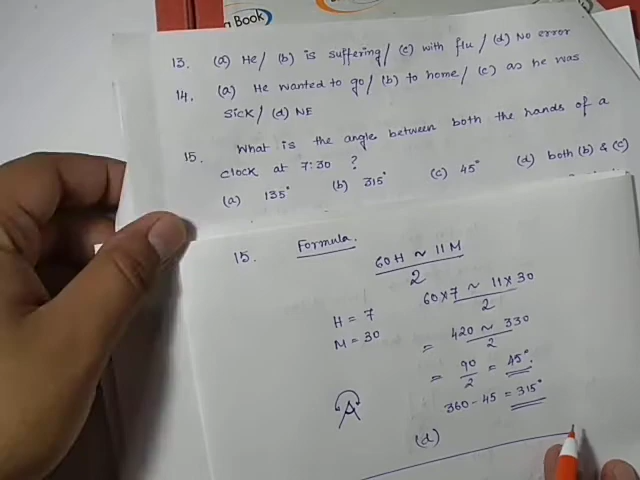 Book
13. (a) He/ (b) is suffering/ (c) with flu/ (d) No error
14. (a) He wanted to go/ (b) to home/ (c) as he was
sick/ (d) NE
15. What is the angle between both the hands of a
clock at 7:30 ?
(a) 135° (b) 315° (c) 45° (d) both (b) & (c)
15. Formula.
60H ~ 11M
2
H = 7
M = 30
60×7 ~ 11×30
2
= 420 ~ 330
2
= 90/2 = 45°.
360-45 = 315°
(d)